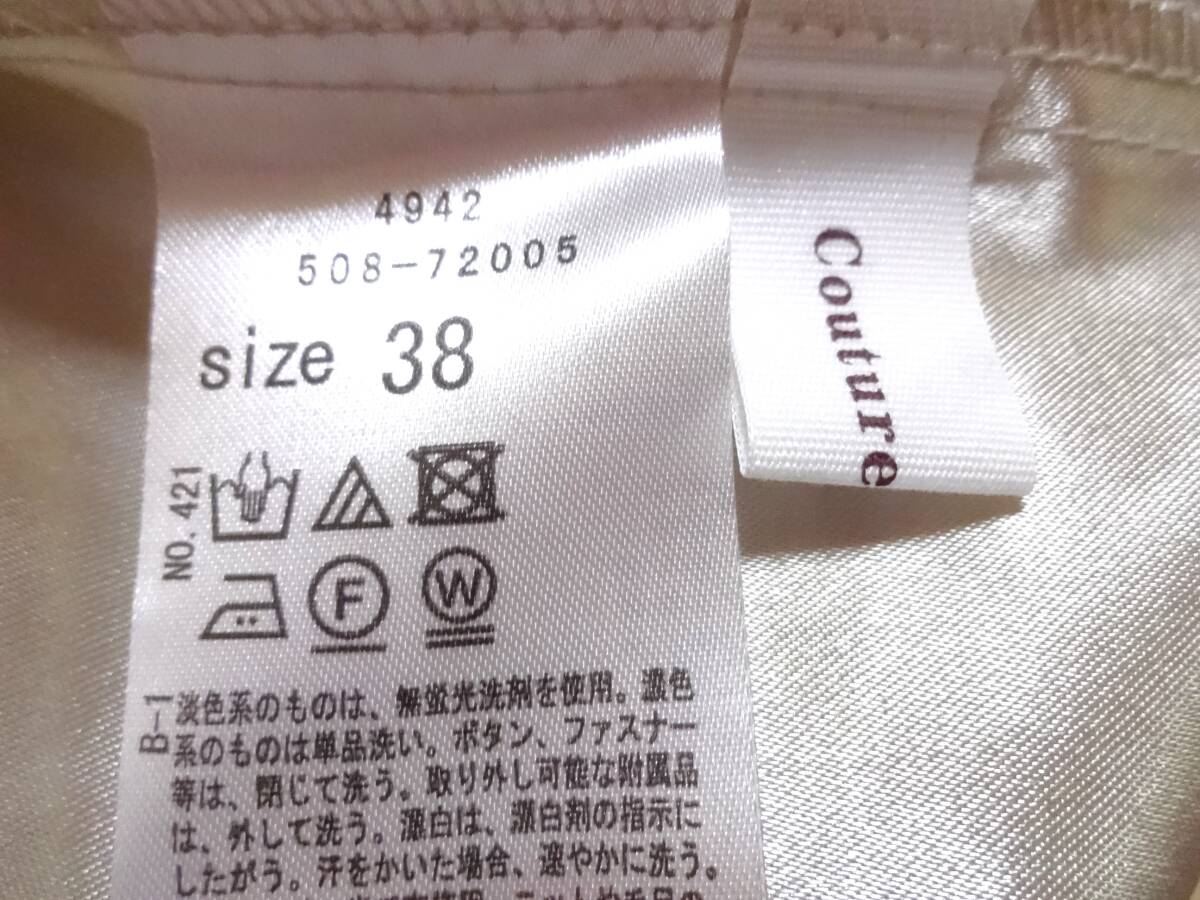 4942
508-72005
size 38
NO.421
F
W
B-1
淡色系のものは、無蛍光洗剤を使用。濃色
系のものは単品洗い。ボタン、ファスナー
等は、閉じて洗う。取り外し可能な附属品
は、外して洗う。漂白は、漂白剤の指示に
したがう。汗をかいた場合、速やかに洗う。
Couture